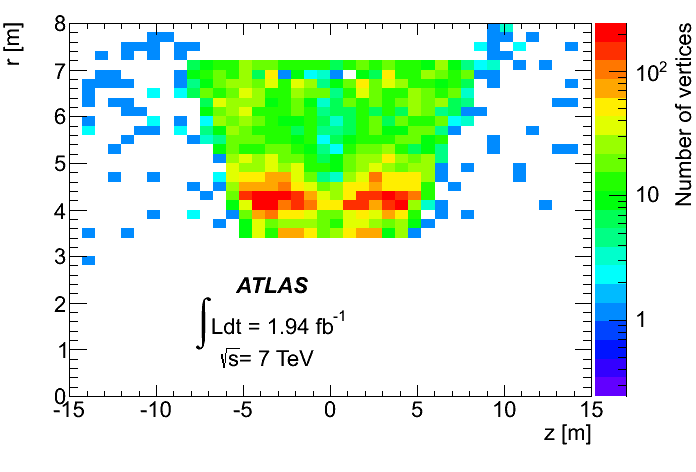 r [m]
8
7
6
5
4
3
2
1
0
-15 -10 -5 0 5 10 15
z [m]
ATLAS
∫Ldt = 1.94 fb⁻¹
√s= 7 TeV
Number of vertices
10²
10
1